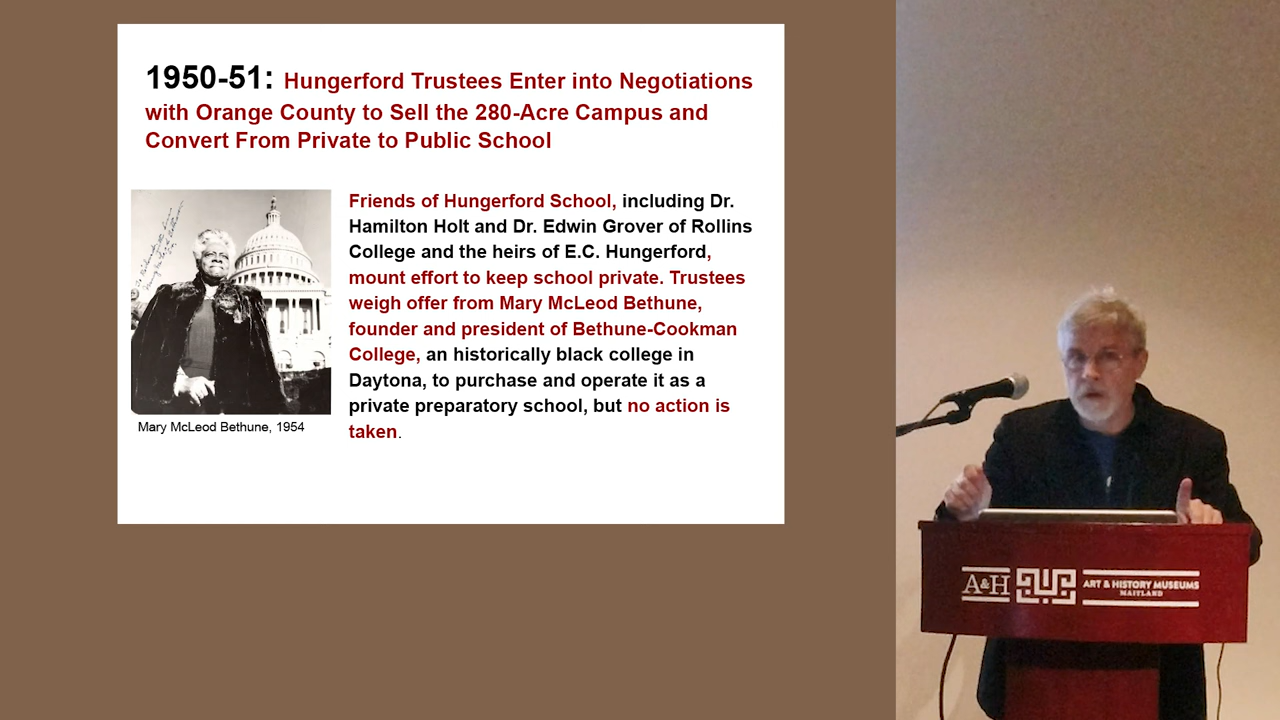 1950-51: Hungerford Trustees Enter into Negotiations
with Orange County to Sell the 280-Acre Campus and
Convert From Private to Public School
Friends of Hungerford School, including Dr.
Hamilton Holt and Dr. Edwin Grover of Rollins
College and the heirs of E.C. Hungerford,
mount effort to keep school private. Trustees
weigh offer from Mary McLeod Bethune,
founder and president of Bethune-Cookman
College, an historically black college in
Daytona, to purchase and operate it as a
private preparatory school, but no action is
taken.
Mary McLeod Bethune, 1954
A&H
ART & HISTORY MUSEUMS
MAITLAND